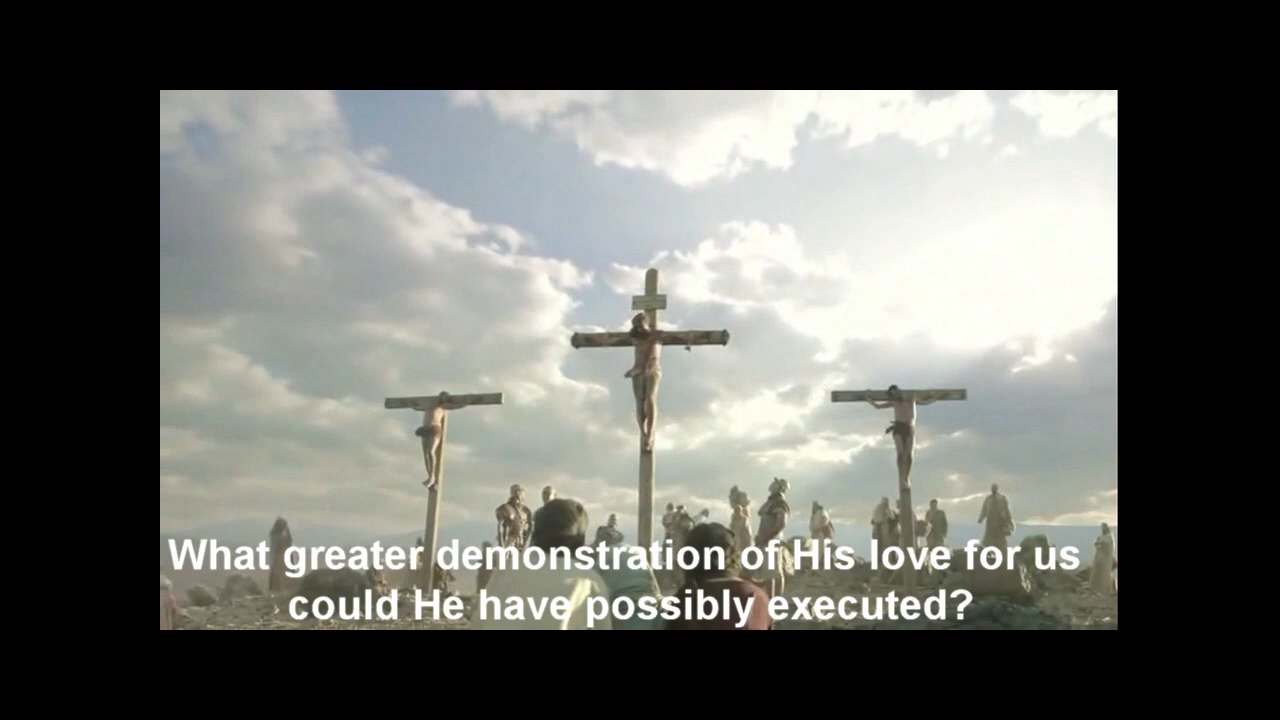 What greater demonstration of His love for us
could He have possibly executed?